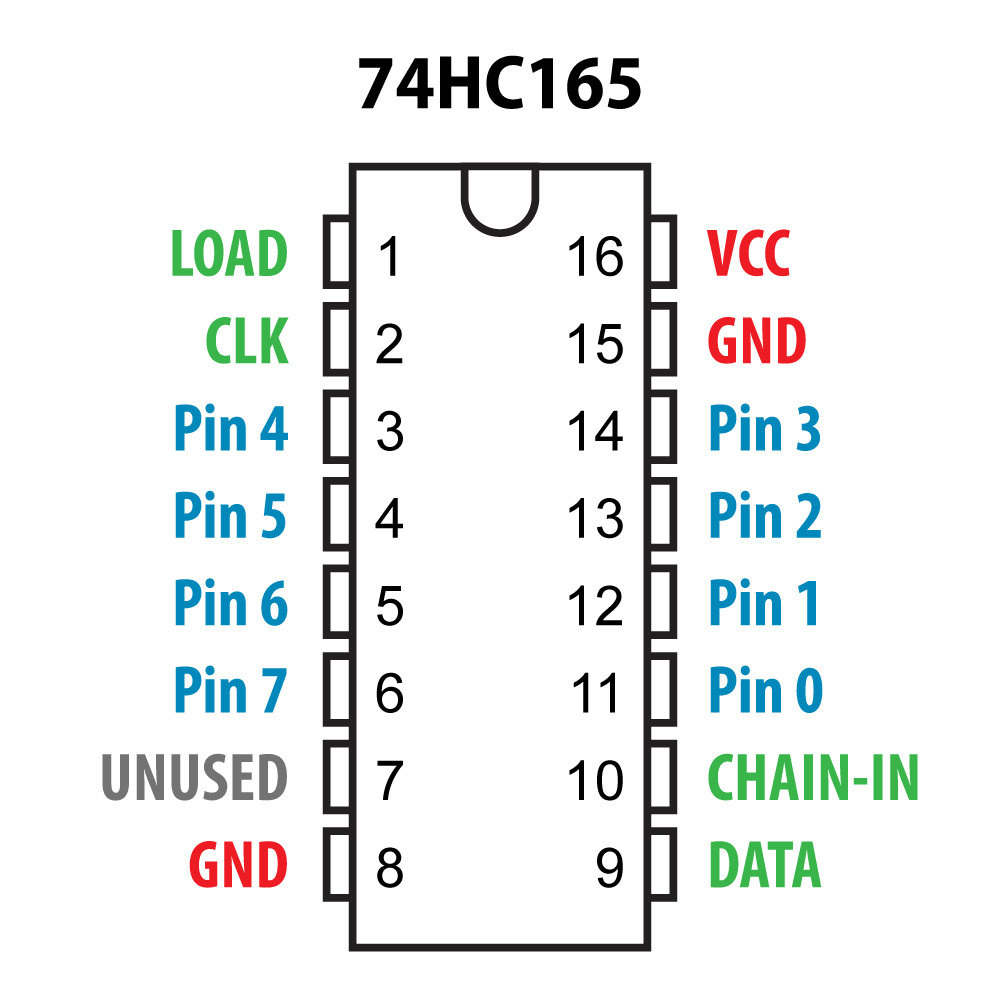 74HC165
LOAD 1 16 VCC
CLK 2 15 GND
Pin 4 3 14 Pin 3
Pin 5 4 13 Pin 2
Pin 6 5 12 Pin 1
Pin 7 6 11 Pin 0
UNUSED 7 10 CHAIN-IN
GND 8 9 DATA